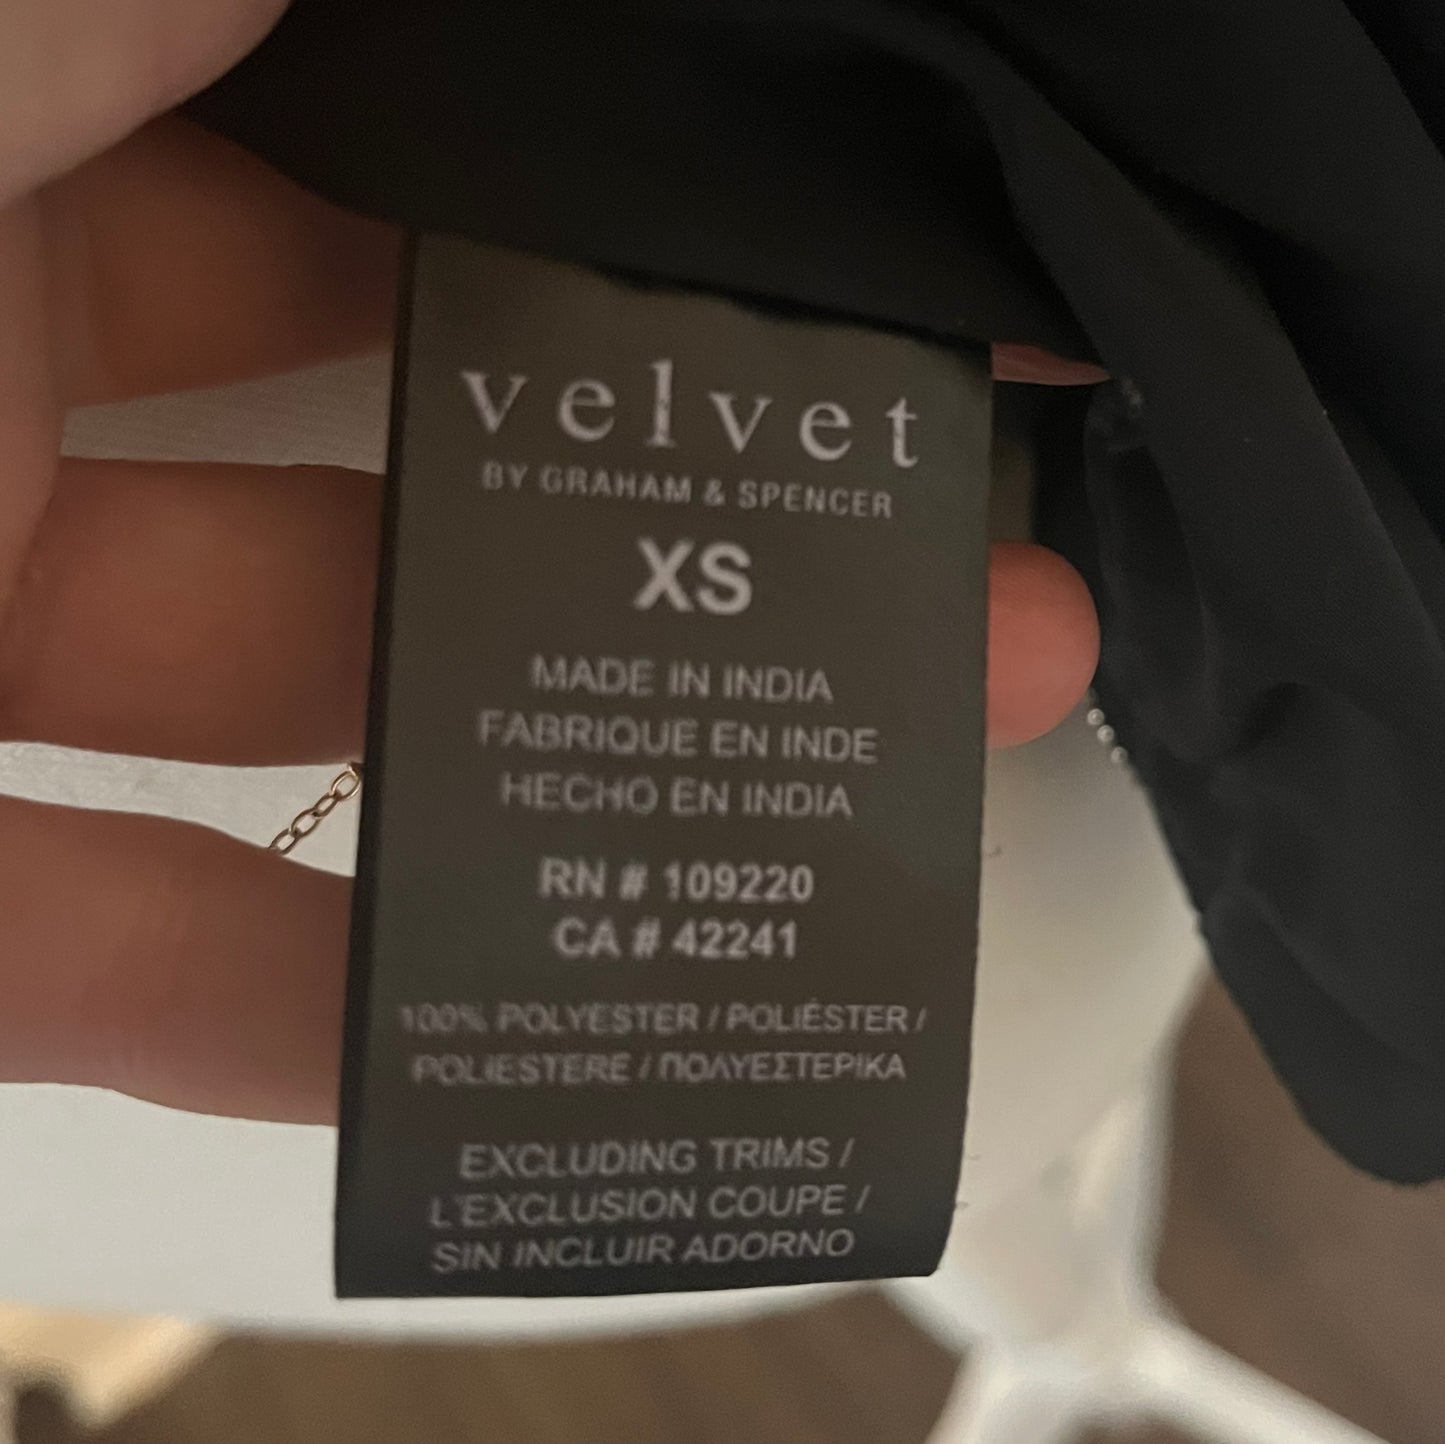 velvet
BY GRAHAM & SPENCER
XS
MADE IN INDIA
FABRIQUE EN INDE
HECHO EN INDIA
RN # 109220
CA # 42241
100% POLYESTER / POLIÉSTER /
POLIESTERE / ΠΟΛΥΕΣΤΕΡΙΚΑ
EXCLUDING TRIMS /
L'EXCLUSION COUPE /
SIN INCLUIR ADORNO